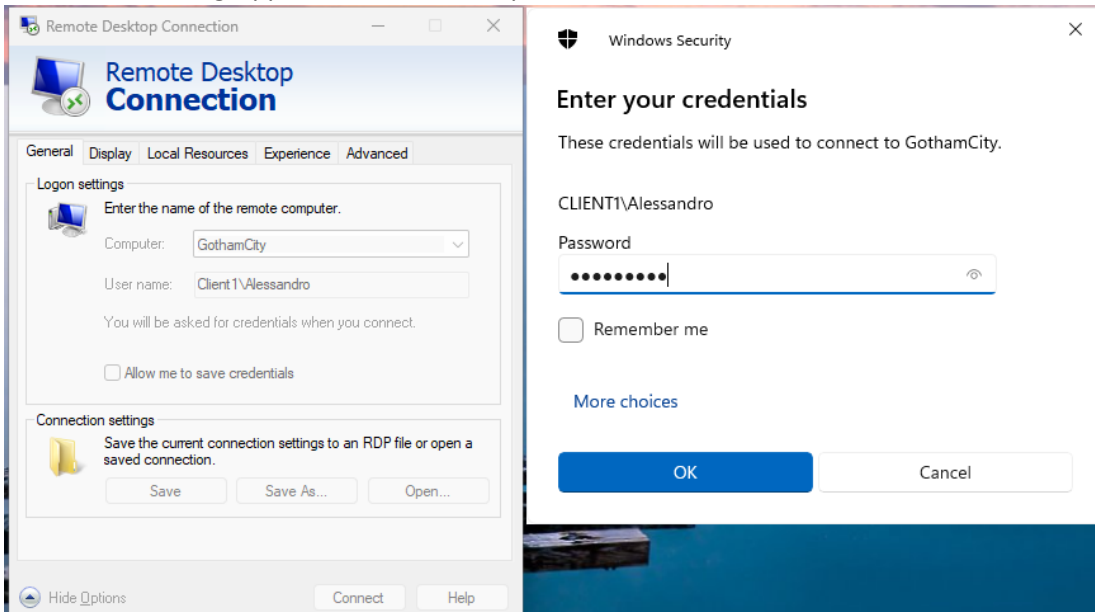 Remote Desktop Connection
Remote Desktop
Connection
General Display Local Resources Experience Advanced
Logon settings
Enter the name of the remote computer.
Computer: GothamCity
User name: Client1\Alessandro
You will be asked for credentials when you connect.
Allow me to save credentials
Connection settings
Save the current connection settings to an RDP file or open a
saved connection.
Save Save As... Open...
Hide Options Connect Help
Windows Security
Enter your credentials
These credentials will be used to connect to GothamCity.
CLIENT1\Alessandro
Password
●●●●●●●●●
Remember me
More choices
OK Cancel